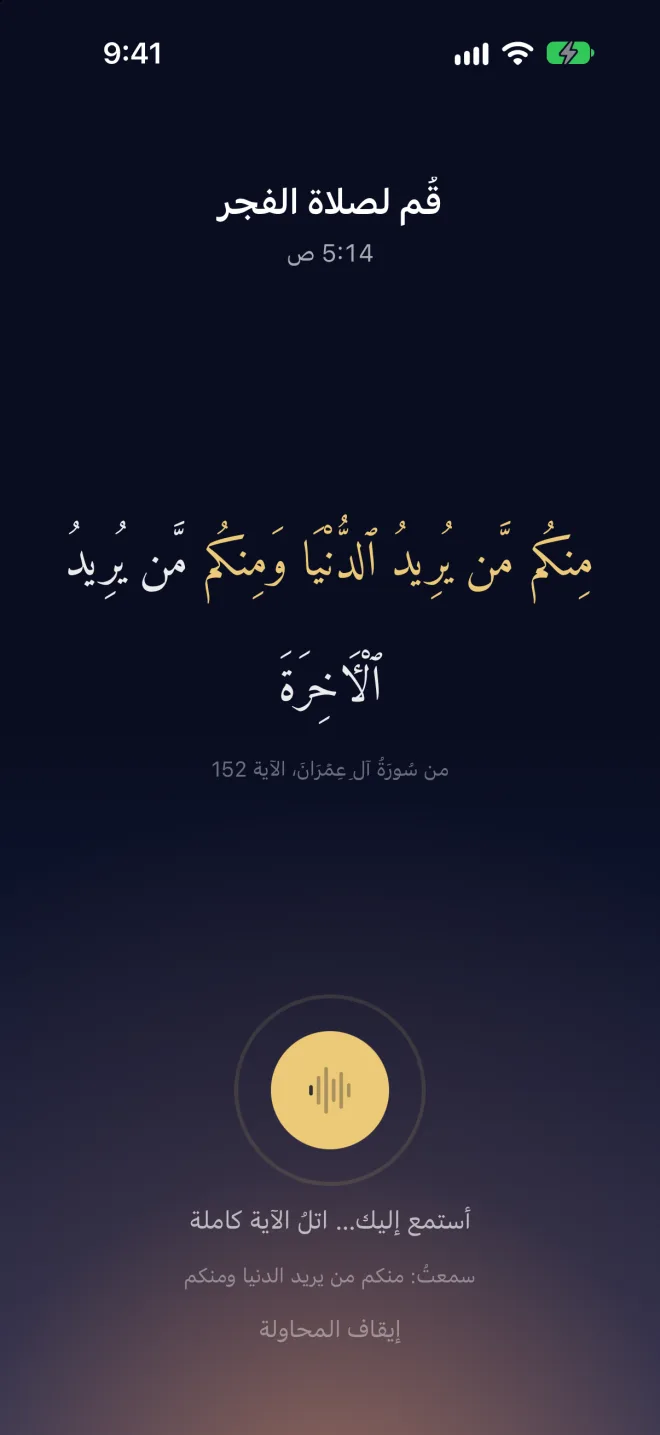 9:41
قُم لصلاة الفجر
5:14 ص
مِنكُم مَّن يُرِيدُ ٱلدُّنْيَا وَمِنكُم مَّن يُرِيدُ
ٱلْـَٔاخِرَةَ
من سُورَةُ آل عِمۡرَانَ، الآية 152
أستمع إليك... اتلُ الآية كاملة
سمعتُ: منكم من يريد الدنيا ومنكم
إيقاف المحاولة